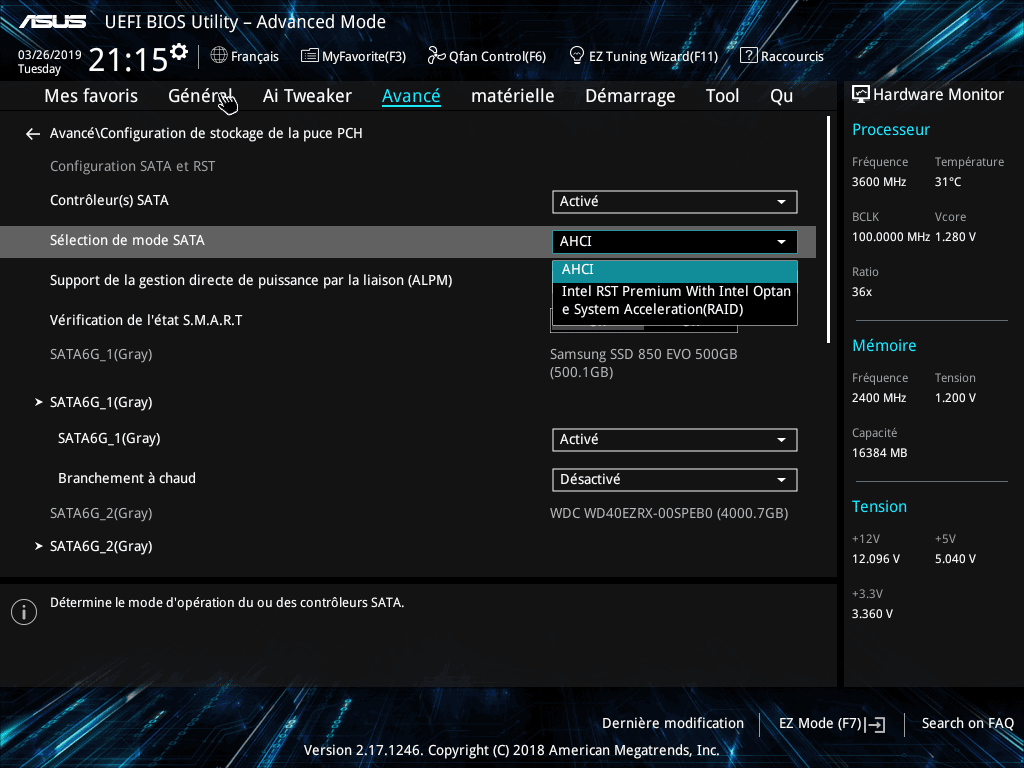 ASUS UEFI BIOS Utility – Advanced Mode
03/26/2019
Tuesday
21:15
Français
MyFavorite(F3)
Qfan Control(F6)
EZ Tuning Wizard(F11)
Raccourcis
Mes favoris
Général
Ai Tweaker
Avancé
matérielle
Démarrage
Tool
Qu
Avancé\Configuration de stockage de la puce PCH
Configuration SATA et RST
Contrôleur(s) SATA
Activé
Sélection de mode SATA
AHCI
AHCI
Intel RST Premium With Intel Optan
e System Acceleration(RAID)
Support de la gestion directe de puissance par la liaison (ALPM)
Vérification de l'état S.M.A.R.T
SATA6G_1(Gray)
Samsung SSD 850 EVO 500GB
(500.1GB)
SATA6G_1(Gray)
SATA6G_1(Gray)
Activé
Branchement à chaud
Désactivé
SATA6G_2(Gray)
WDC WD40EZRX-00SPEB0 (4000.7GB)
SATA6G_2(Gray)
Détermine le mode d'opération du ou des contrôleurs SATA.
Hardware Monitor
Processeur
Fréquence Température
3600 MHz 31°C
BCLK Vcore
100.0000 MHz 1.280 V
Ratio
36x
Mémoire
Fréquence Tension
2400 MHz 1.200 V
Capacité
16384 MB
Tension
+12V +5V
12.096 V 5.040 V
+3.3V
3.360 V
Dernière modification
EZ Mode (F7)
Search on FAQ
Version 2.17.1246. Copyright (C) 2018 American Megatrends, Inc.